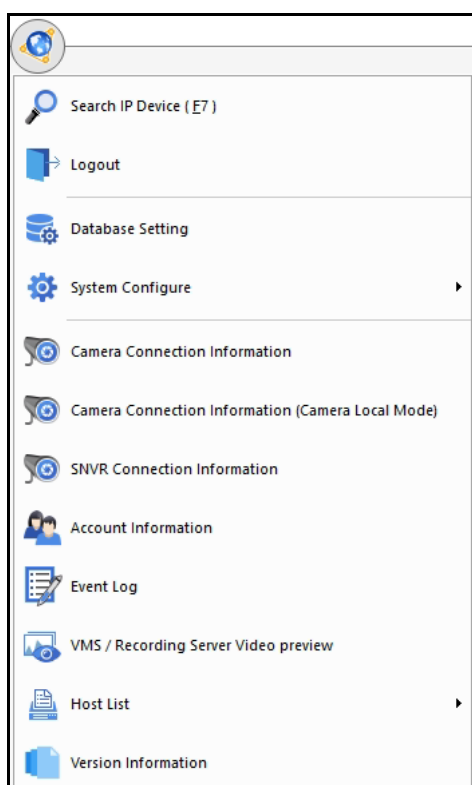 Search IP Device ( F7 )
Logout
Database Setting
System Configure
Camera Connection Information
Camera Connection Information (Camera Local Mode)
SNVR Connection Information
Account Information
Event Log
VMS / Recording Server Video preview
Host List
Version Information